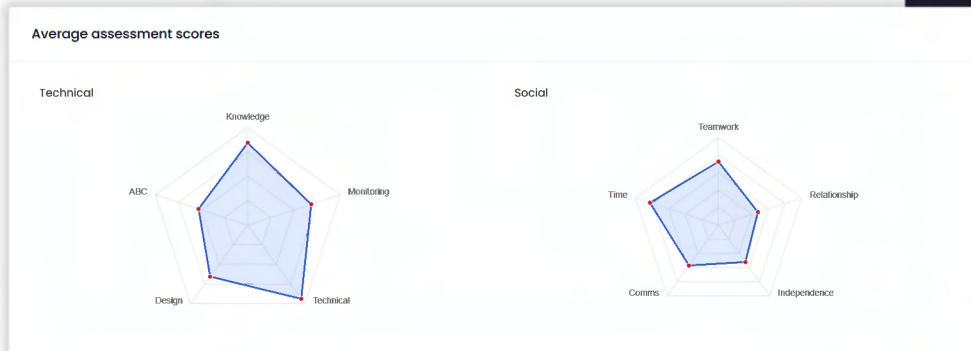 Average assessment scores
Technical
Social
Knowledge
Monitoring
Technical
Design
ABC
Teamwork
Relationship
Independence
Comms
Time